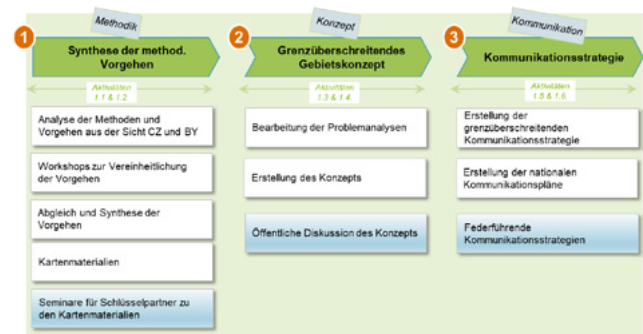 Methodik
1
Synthese der method.
Vorgehen
Aktivitäten
1.1 & 1.2
Analyse der Methoden und
Vorgehen aus der Sicht CZ und BY
Workshops zur Vereinheitlichung
der Vorgehen
Abgleich und Synthese der
Vorgehen
Kartenmaterialien
Seminare für Schlüsselpartner zu
den Kartenmaterialien
Konzept
2
Grenzüberschreitendes
Gebietskonzept
Aktivitäten
1.3 & 1.4.
Bearbeitung der Problemanalysen
Erstellung des Konzepts
Öffentliche Diskussion des Konzepts
Kommunikation
3
Kommunikationsstrategie
Aktivitäten
1.5 & 1.6.
Erstellung der
grenzüberschreitenden
Kommunikationsstrategie
Erstellung der nationalen
Kommunikationspläne
Federführende
Kommunikationsstrategien